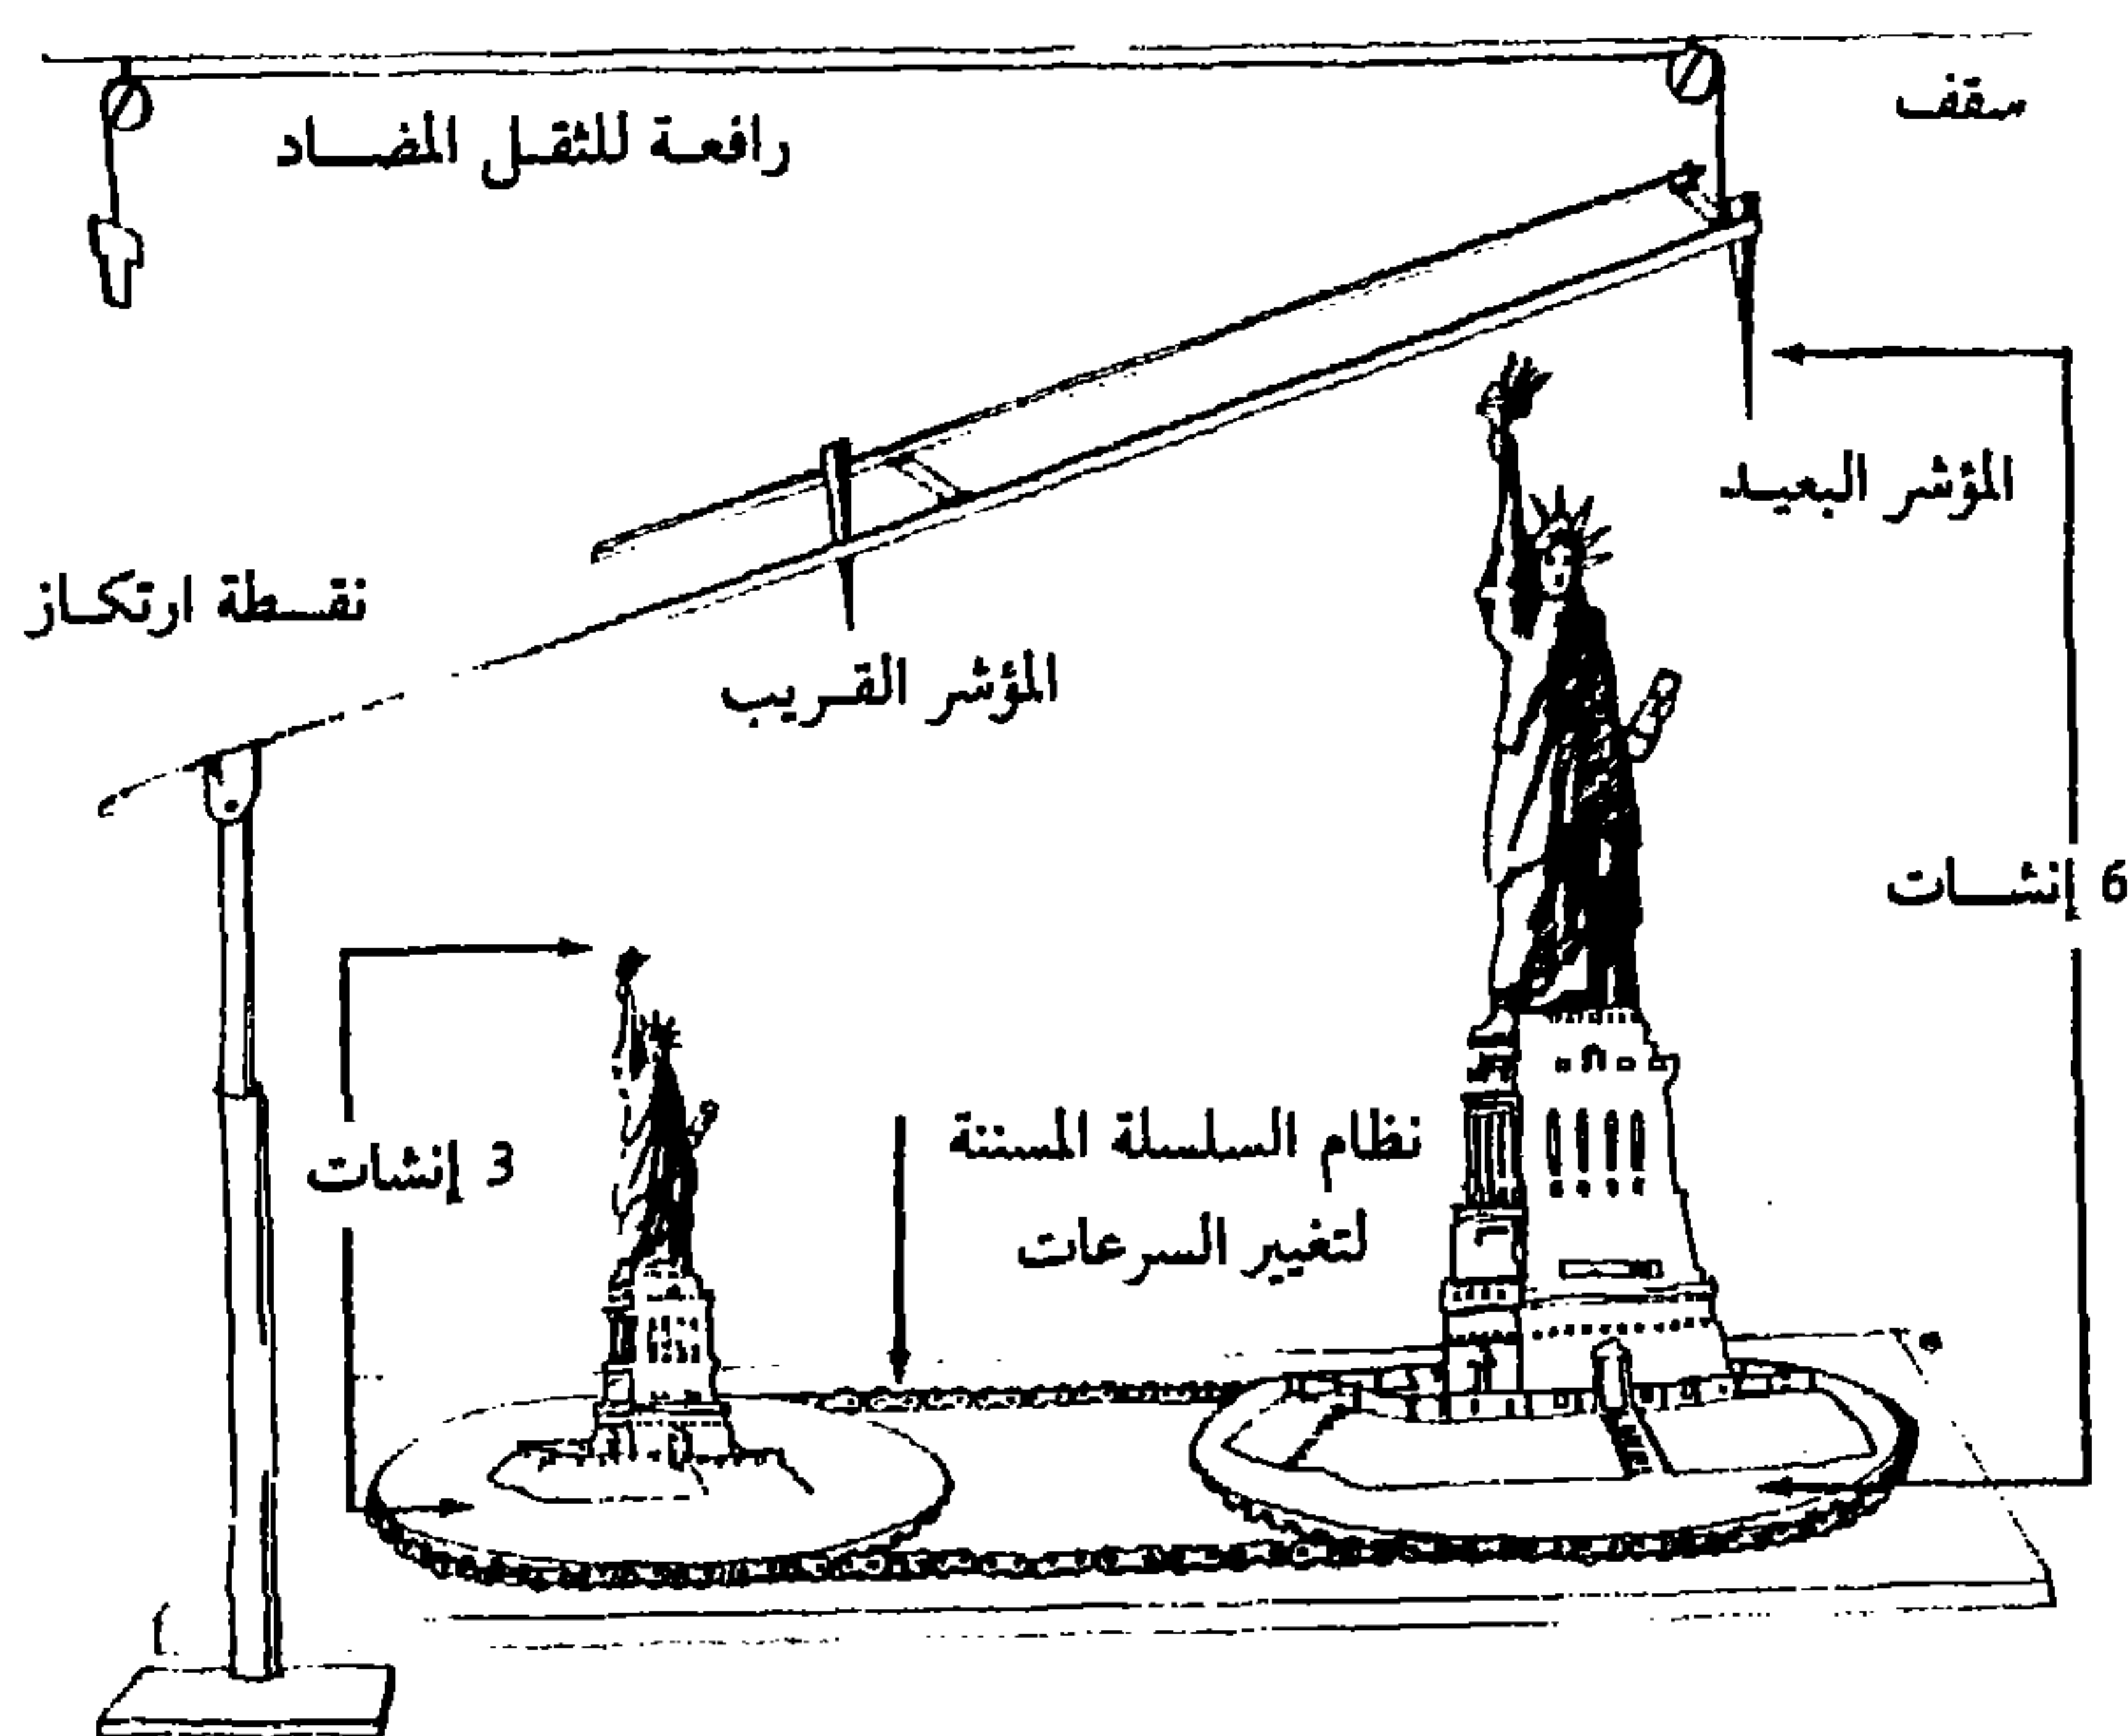 سقف
رافعة للثقل المضاد
المؤشر البعيد
نقطة ارتكاز
المؤشر القريب
6 إنشات
3 إنشات
نظام السلسلة المسننة
لتغيير السرعات